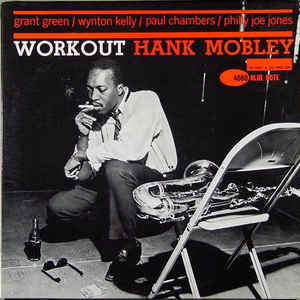 grant green/wynton kelly/paul chambers/philly joe jones
WORKOUT HANK MOBLEY
4080 BLUE NOTE